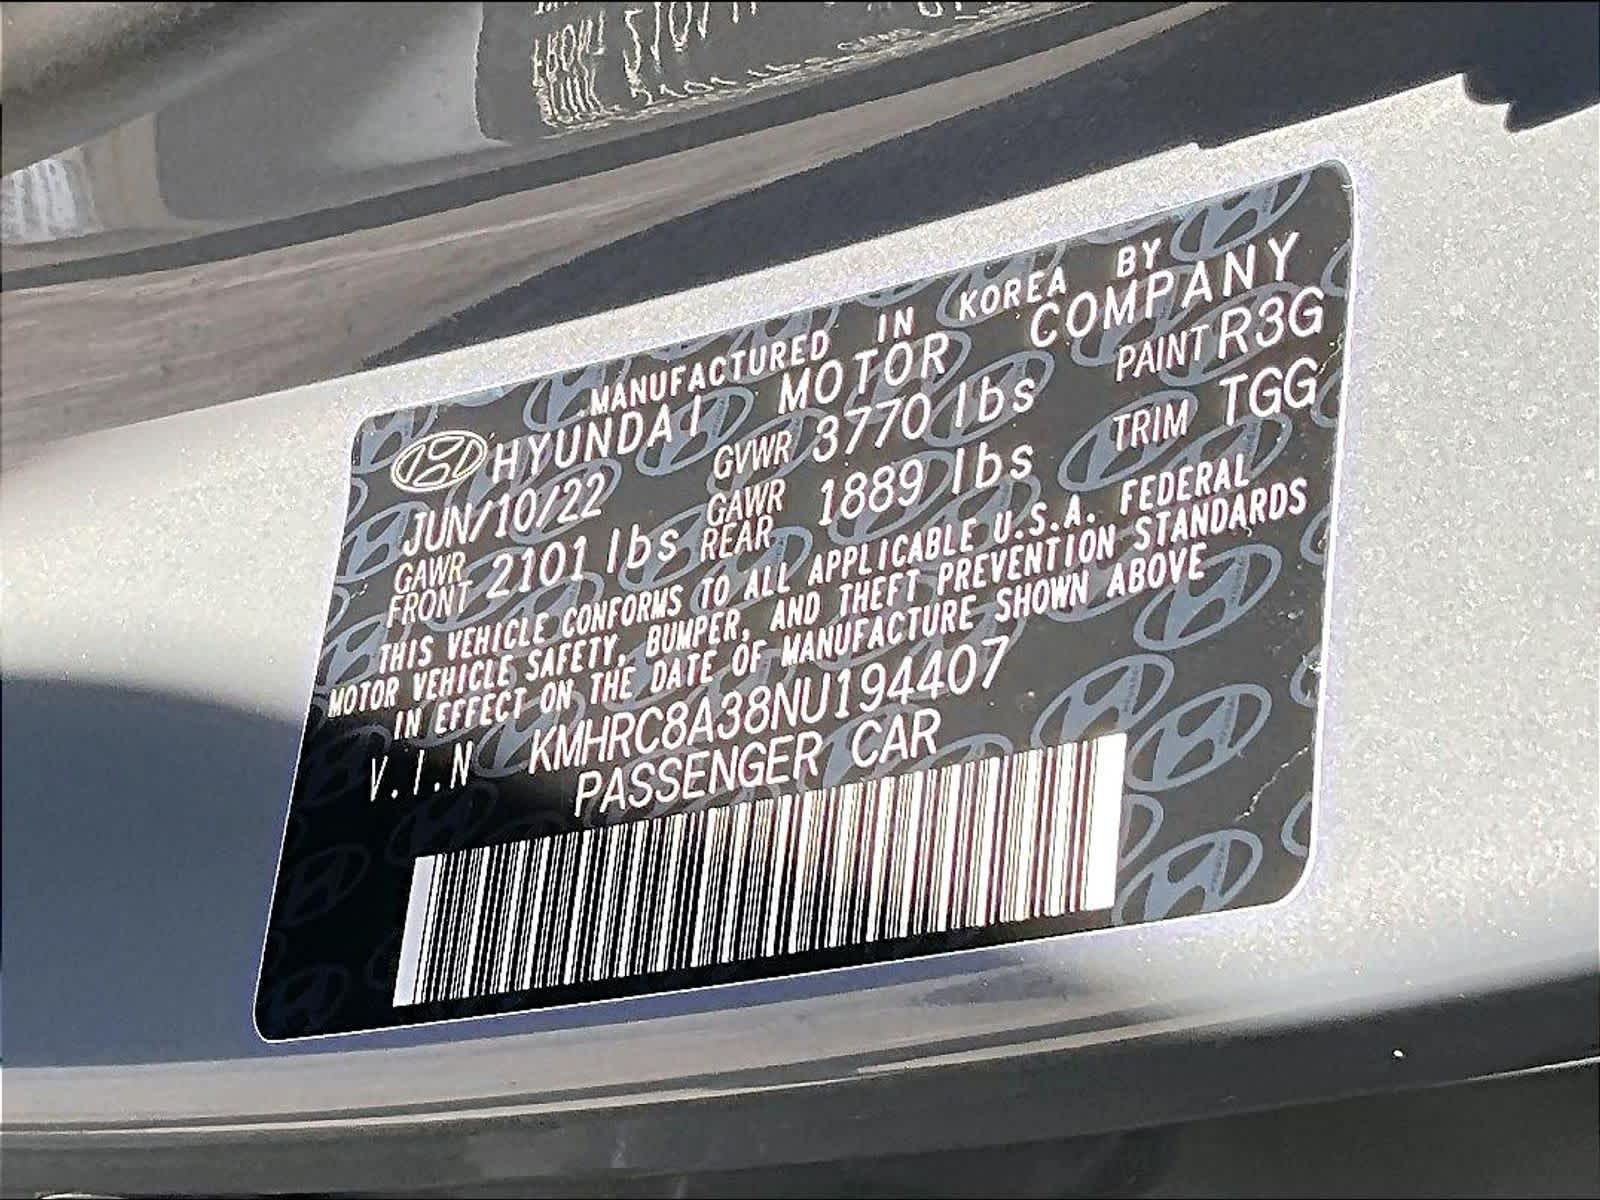 MANUFACTURED IN KOREA BY
HYUNDAI MOTOR COMPANY
JUN/10/22 GVWR 3770 lbs PAINT R3G
GAWR FRONT 2101 lbs GAWR REAR 1889 lbs TRIM TGG
THIS VEHICLE CONFORMS TO ALL APPLICABLE U.S.A. FEDERAL
MOTOR VEHICLE SAFETY, BUMPER, AND THEFT PREVENTION STANDARDS
IN EFFECT ON THE DATE OF MANUFACTURE SHOWN ABOVE
V.I.N KMHRC8A38NU194407
PASSENGER CAR